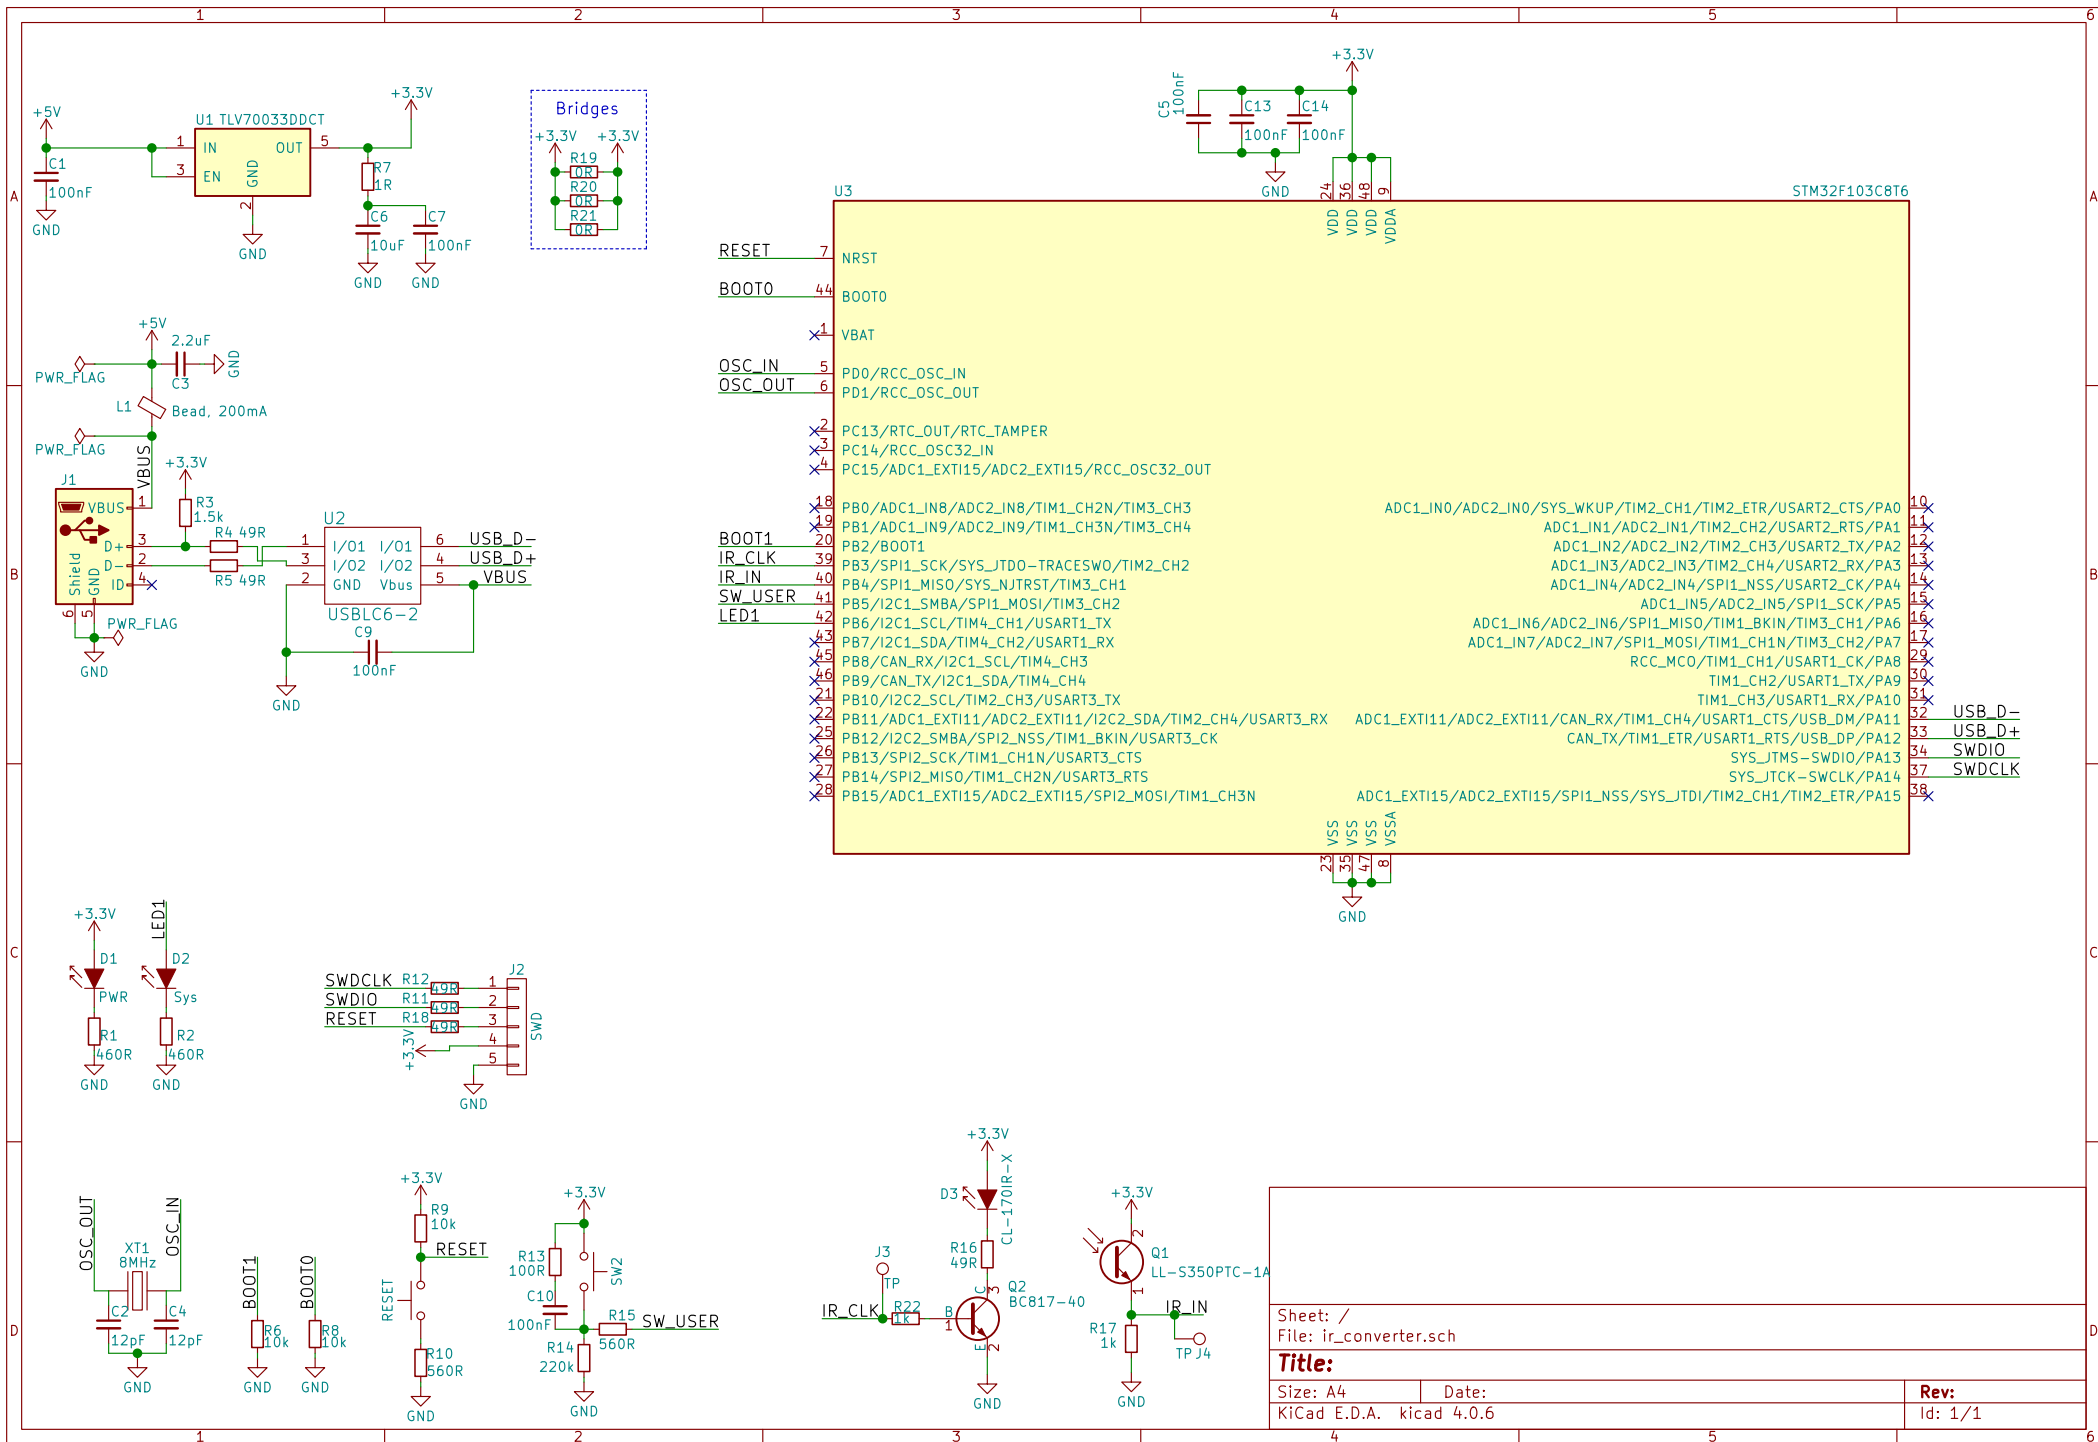 1 2 3 4 5 6
A
B
C
D
+5V
C1
100nF
GND
U1 TLV70033DDCT
1 IN
3 EN
OUT 5
GND
2
GND
+3.3V
R7
1R
C6
10uF
GND
C7
100nF
GND
Bridges
+3.3V +3.3V
R19
0R
R20
0R
R21
0R
+5V
2.2uF
C3
GND
PWR_FLAG
L1 Bead, 200mA
PWR_FLAG
VBUS
J1
VBUS 1
D+ 3
D- 2
ID 4
Shield
GND
6 5
PWR_FLAG
GND
+3.3V
R3
1.5k
R4 49R
R5 49R
U2
1 I/O1 I/O1 6 USB_D-
3 I/O2 I/O2 4 USB_D+
2 GND Vbus 5 VBUS
USBLC6-2
C9
100nF
GND
+3.3V
C5
100nF
C13
100nF
C14
100nF
GND
U3
STM32F103C8T6
24 36 48 9
VDD VDD VDD VDDA
RESET 7 NRST
BOOT0 44 BOOT0
1 VBAT
OSC_IN 5 PD0/RCC_OSC_IN
OSC_OUT 6 PD1/RCC_OSC_OUT
2 PC13/RTC_OUT/RTC_TAMPER
3 PC14/RCC_OSC32_IN
4 PC15/ADC1_EXTI15/ADC2_EXTI15/RCC_OSC32_OUT
18 PB0/ADC1_IN8/ADC2_IN8/TIM1_CH2N/TIM3_CH3
19 PB1/ADC1_IN9/ADC2_IN9/TIM1_CH3N/TIM3_CH4
BOOT1 20 PB2/BOOT1
IR_CLK 39 PB3/SPI1_SCK/SYS_JTDO-TRACESWO/TIM2_CH2
IR_IN 40 PB4/SPI1_MISO/SYS_NJTRST/TIM3_CH1
SW_USER 41 PB5/I2C1_SMBA/SPI1_MOSI/TIM3_CH2
LED1 42 PB6/I2C1_SCL/TIM4_CH1/USART1_TX
43 PB7/I2C1_SDA/TIM4_CH2/USART1_RX
45 PB8/CAN_RX/I2C1_SCL/TIM4_CH3
46 PB9/CAN_TX/I2C1_SDA/TIM4_CH4
21 PB10/I2C2_SCL/TIM2_CH3/USART3_TX
22 PB11/ADC1_EXTI11/ADC2_EXTI11/I2C2_SDA/TIM2_CH4/USART3_RX
25 PB12/I2C2_SMBA/SPI2_NSS/TIM1_BKIN/USART3_CK
26 PB13/SPI2_SCK/TIM1_CH1N/USART3_CTS
27 PB14/SPI2_MISO/TIM1_CH2N/USART3_RTS
28 PB15/ADC1_EXTI15/ADC2_EXTI15/SPI2_MOSI/TIM1_CH3N
ADC1_IN0/ADC2_IN0/SYS_WKUP/TIM2_CH1/TIM2_ETR/USART2_CTS/PA0 10
ADC1_IN1/ADC2_IN1/TIM2_CH2/USART2_RTS/PA1 11
ADC1_IN2/ADC2_IN2/TIM2_CH3/USART2_TX/PA2 12
ADC1_IN3/ADC2_IN3/TIM2_CH4/USART2_RX/PA3 13
ADC1_IN4/ADC2_IN4/SPI1_NSS/USART2_CK/PA4 14
ADC1_IN5/ADC2_IN5/SPI1_SCK/PA5 15
ADC1_IN6/ADC2_IN6/SPI1_MISO/TIM1_BKIN/TIM3_CH1/PA6 16
ADC1_IN7/ADC2_IN7/SPI1_MOSI/TIM1_CH1N/TIM3_CH2/PA7 17
RCC_MCO/TIM1_CH1/USART1_CK/PA8 29
TIM1_CH2/USART1_TX/PA9 30
TIM1_CH3/USART1_RX/PA10 31
ADC1_EXTI11/ADC2_EXTI11/CAN_RX/TIM1_CH4/USART1_CTS/USB_DM/PA11 32 USB_D-
CAN_TX/TIM1_ETR/USART1_RTS/USB_DP/PA12 33 USB_D+
SYS_JTMS-SWDIO/PA13 34 SWDIO
SYS_JTCK-SWCLK/PA14 37 SWDCLK
ADC1_EXTI15/ADC2_EXTI15/SPI1_NSS/SYS_JTDI/TIM2_CH1/TIM2_ETR/PA15 38
VSS VSS VSS VSSA
23 35 47 8
GND
+3.3V
D1
PWR
R1
460R
GND
LED1
D2
Sys
R2
460R
GND
J2
SWDCLK R12 49R 1
SWDIO R11 49R 2
RESET R18 49R 3
+3.3V 4
5
SWD
GND
OSC_OUT
OSC_IN
XT1
8MHz
C2
12pF
C4
12pF
GND
BOOT1
R6
10k
GND
BOOT0
R8
10k
GND
+3.3V
R9
10k
RESET
RESET
R10
560R
GND
+3.3V
R13
100R
SW2
C10
100nF
R15
560R
SW_USER
R14
220k
GND
J3
TP
IR_CLK
R22
1k
+3.3V
D3
CL-170IR-X
R16
49R
Q2
BC817-40
B
1
C
3
E
2
GND
+3.3V
2
Q1
LL-S350PTC-1A
1
IR_IN
R17
1k
TP J4
GND
Sheet: /
File: ir_converter.sch
Title:
Size: A4 Date: Rev:
KiCad E.D.A. kicad 4.0.6 Id: 1/1
A
B
C
D
1 2 3 4 5 6